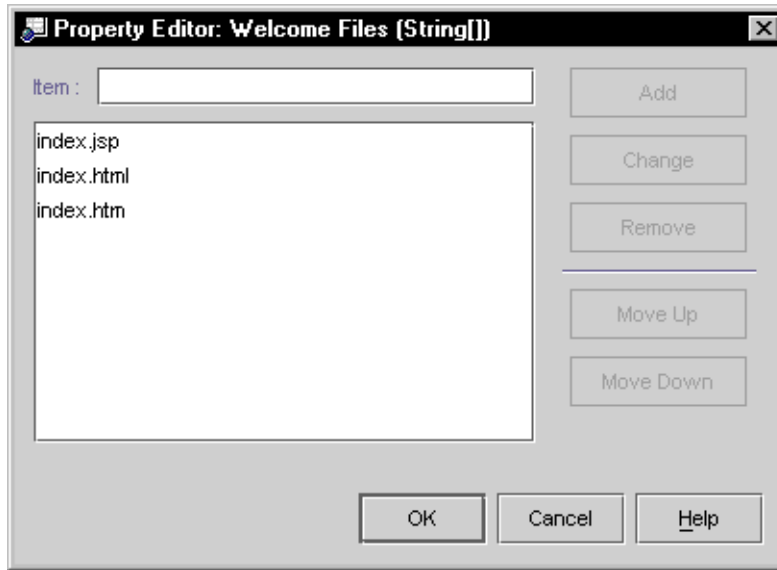 Property Editor: Welcome Files (String[])
Item :
Add
index.jsp
index.html
index.htm
Change
Remove
Move Up
Move Down
OK
Cancel
Help